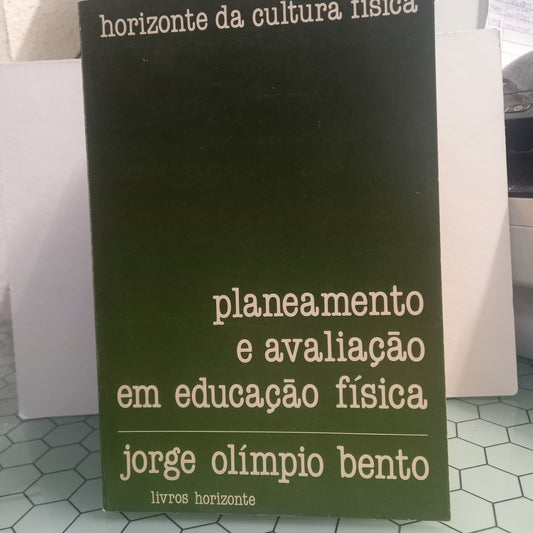 horizonte da cultura física
planeamento
e avaliação
em educação física
jorge olímpio bento
livros horizonte